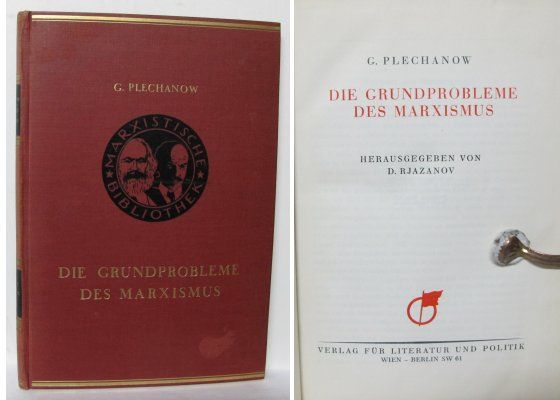 G. PLECHANOW
MARXISTISCHE
BIBLIOTHEK
DIE GRUNDPROBLEME
DES MARXISMUS
G. PLECHANOW
DIE GRUNDPROBLEME
DES MARXISMUS
HERAUSGEGEBEN VON
D. RJAZANOV
VERLAG FÜR LITERATUR UND POLITIK
WIEN – BERLIN SW 61